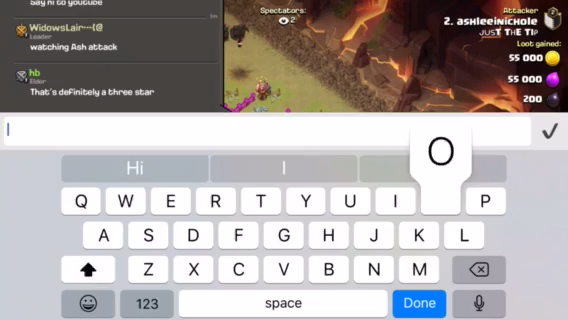 say hi to youtube
5m
WidowsLair
Leader
watching Ash attack
hb
Elder
That's definitely a three star
Spectators:
2
Attacker
2. ashleeinichole
JUST THE TIP
Loot gained:
55 000
55 000
200
Hi
I
O
Q W E R T Y U I P
A S D F G H J K L
Z X C V B N M
123
space
Done